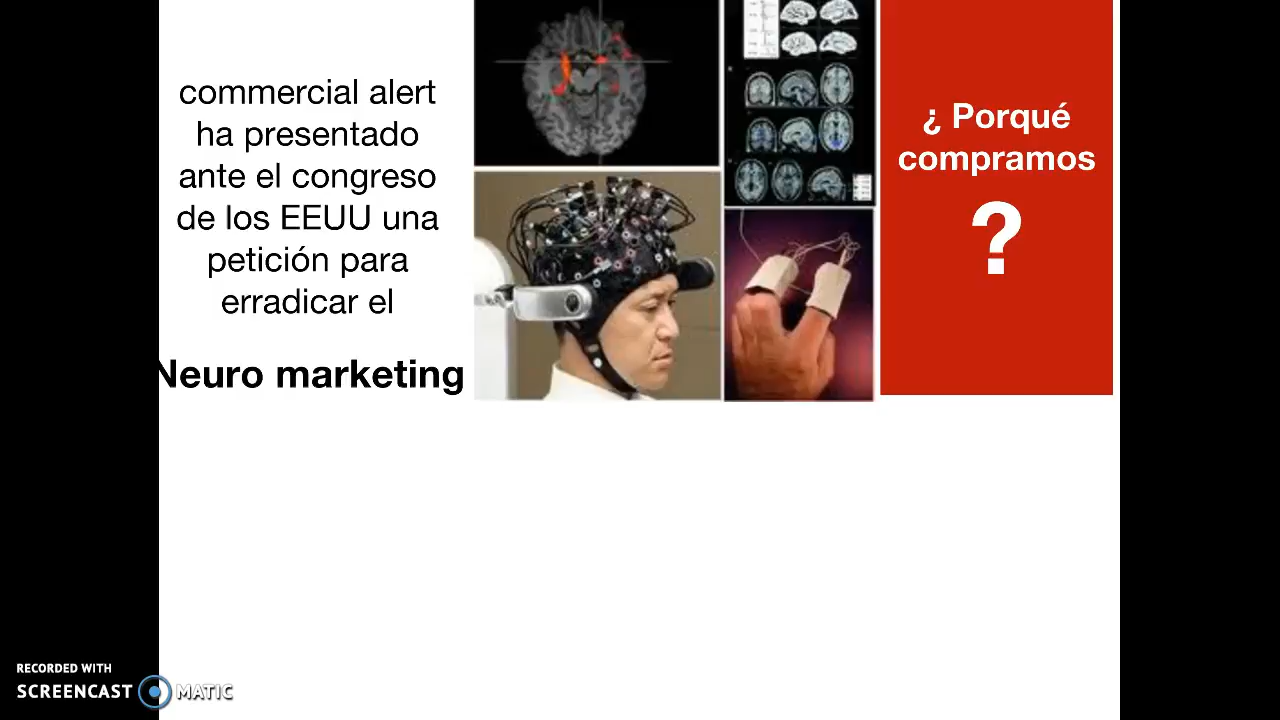 commercial alert
ha presentado
ante el congreso
de los EEUU una
petición para
erradicar el
Neuro marketing
¿ Porqué
compramos
?
RECORDED WITH
SCREENCAST MATIC